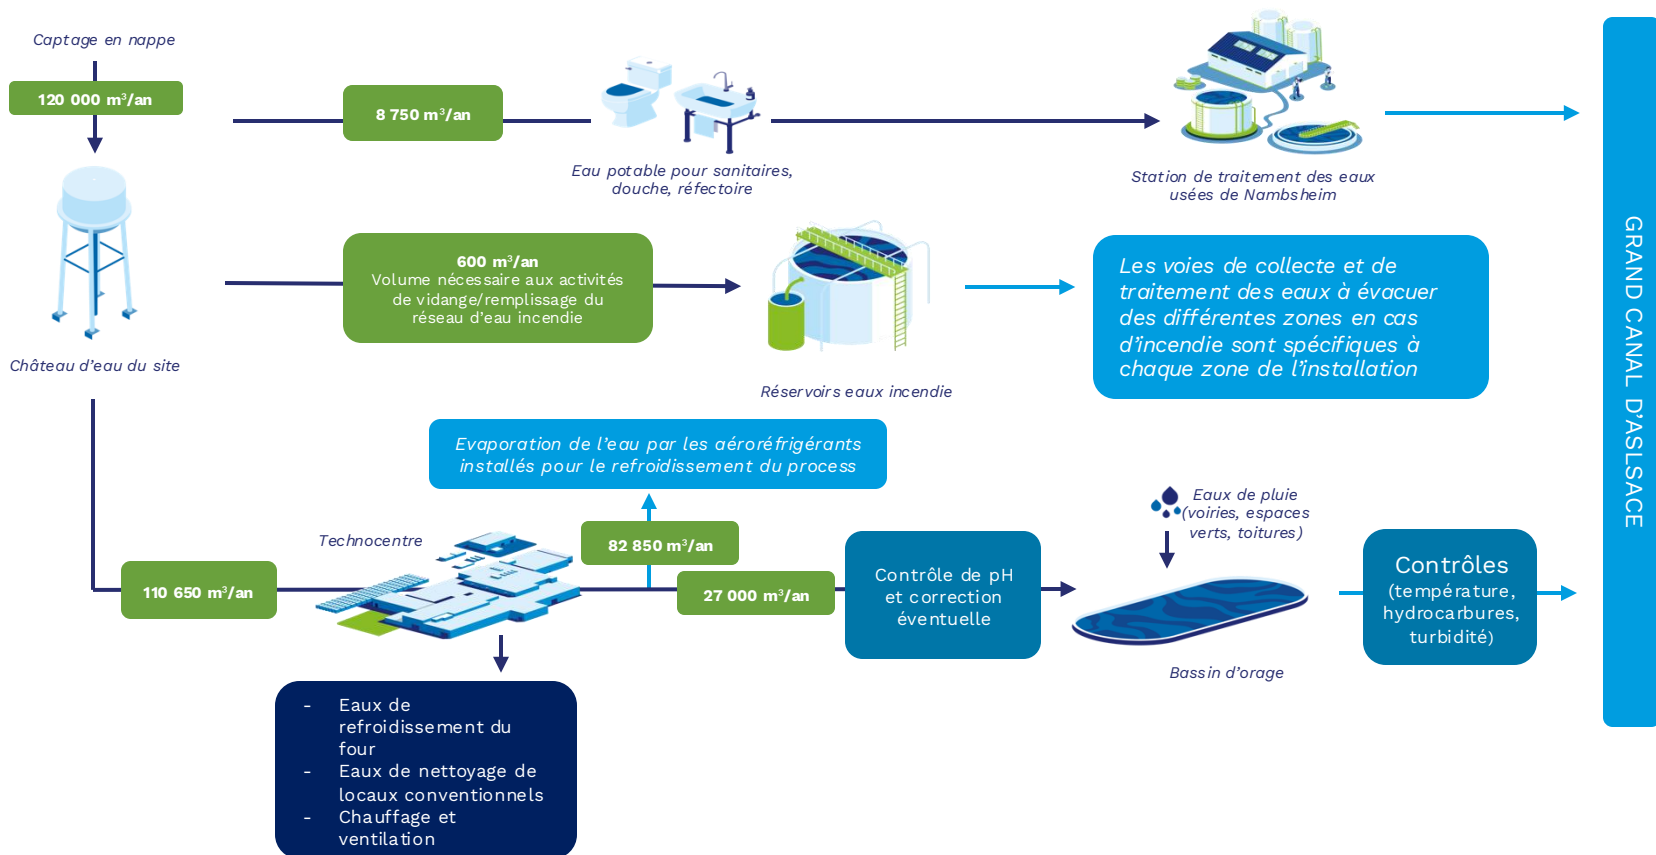 Captage en nappe
120 000 m³/an
8 750 m³/an
Eau potable pour sanitaires,
douche, réfectoire
Station de traitement des eaux
usées de Nambsheim
600 m³/an
Volume nécessaire aux activités
de vidange/remplissage du
réseau d'eau incendie
Les voies de collecte et de
traitement des eaux à évacuer
des différentes zones en cas
d'incendie sont spécifiques à
chaque zone de l'installation
Château d'eau du site
Réservoirs eaux incendie
Evaporation de l'eau par les aéroréfrigérants
installés pour le refroidissement du process
Technocentre
82 850 m³/an
110 650 m³/an
27 000 m³/an
Contrôle de pH
et correction
éventuelle
Eaux de pluie
(voiries, espaces
verts, toitures)
Bassin d'orage
Contrôles
(température,
hydrocarbures,
turbidité)
- Eaux de
refroidissement du
four
- Eaux de nettoyage de
locaux conventionnels
- Chauffage et
ventilation
GRAND CANAL D'ASLSACE